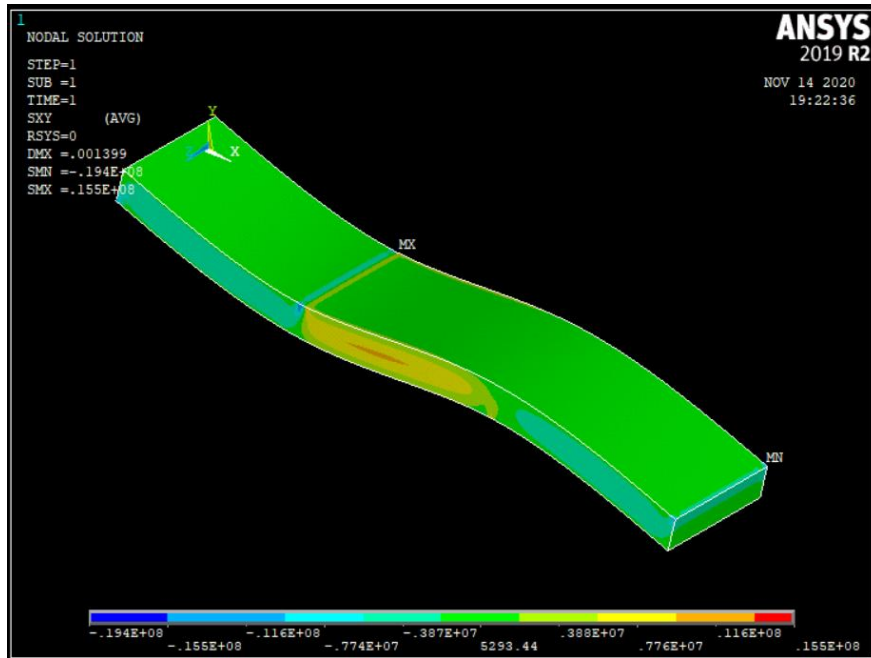 1
NODAL SOLUTION
STEP=1
SUB =1
TIME=1
SXY (AVG)
RSYS=0
DMX =.001399
SMN =-.194E+08
SMX =.155E+08
ANSYS
2019 R2
NOV 14 2020
19:22:36
Y
Z
X
MX
MN
-.194E+08 -.116E+08 -.387E+07 .388E+07 .116E+08
-.155E+08 -.774E+07 5293.44 .776E+07 .155E+08